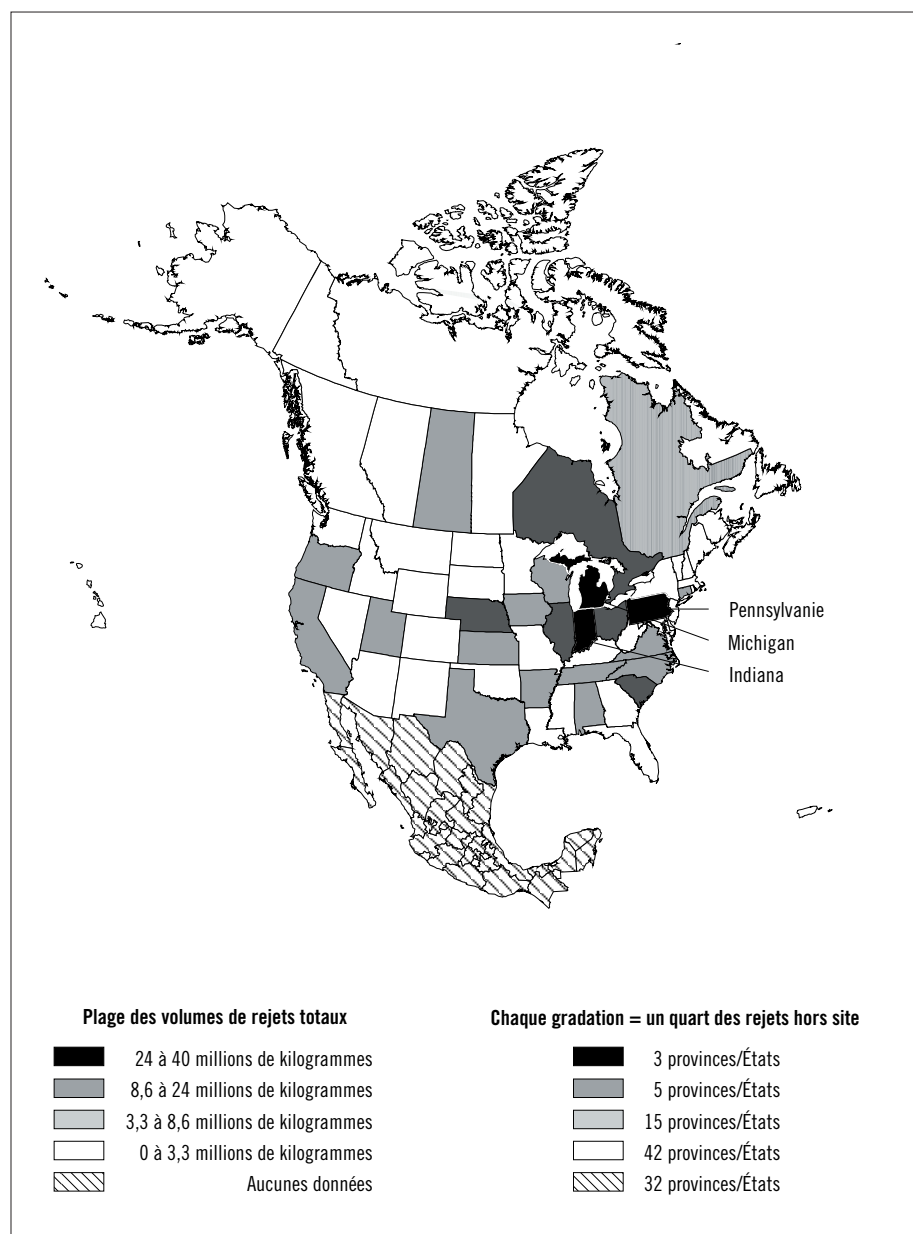 Pennsylvanie
Michigan
Indiana
Plage des volumes de rejets totaux
24 à 40 millions de kilogrammes
8,6 à 24 millions de kilogrammes
3,3 à 8,6 millions de kilogrammes
0 à 3,3 millions de kilogrammes
Aucunes données
Chaque gradation = un quart des rejets hors site
3 provinces/États
5 provinces/États
15 provinces/États
42 provinces/États
32 provinces/États